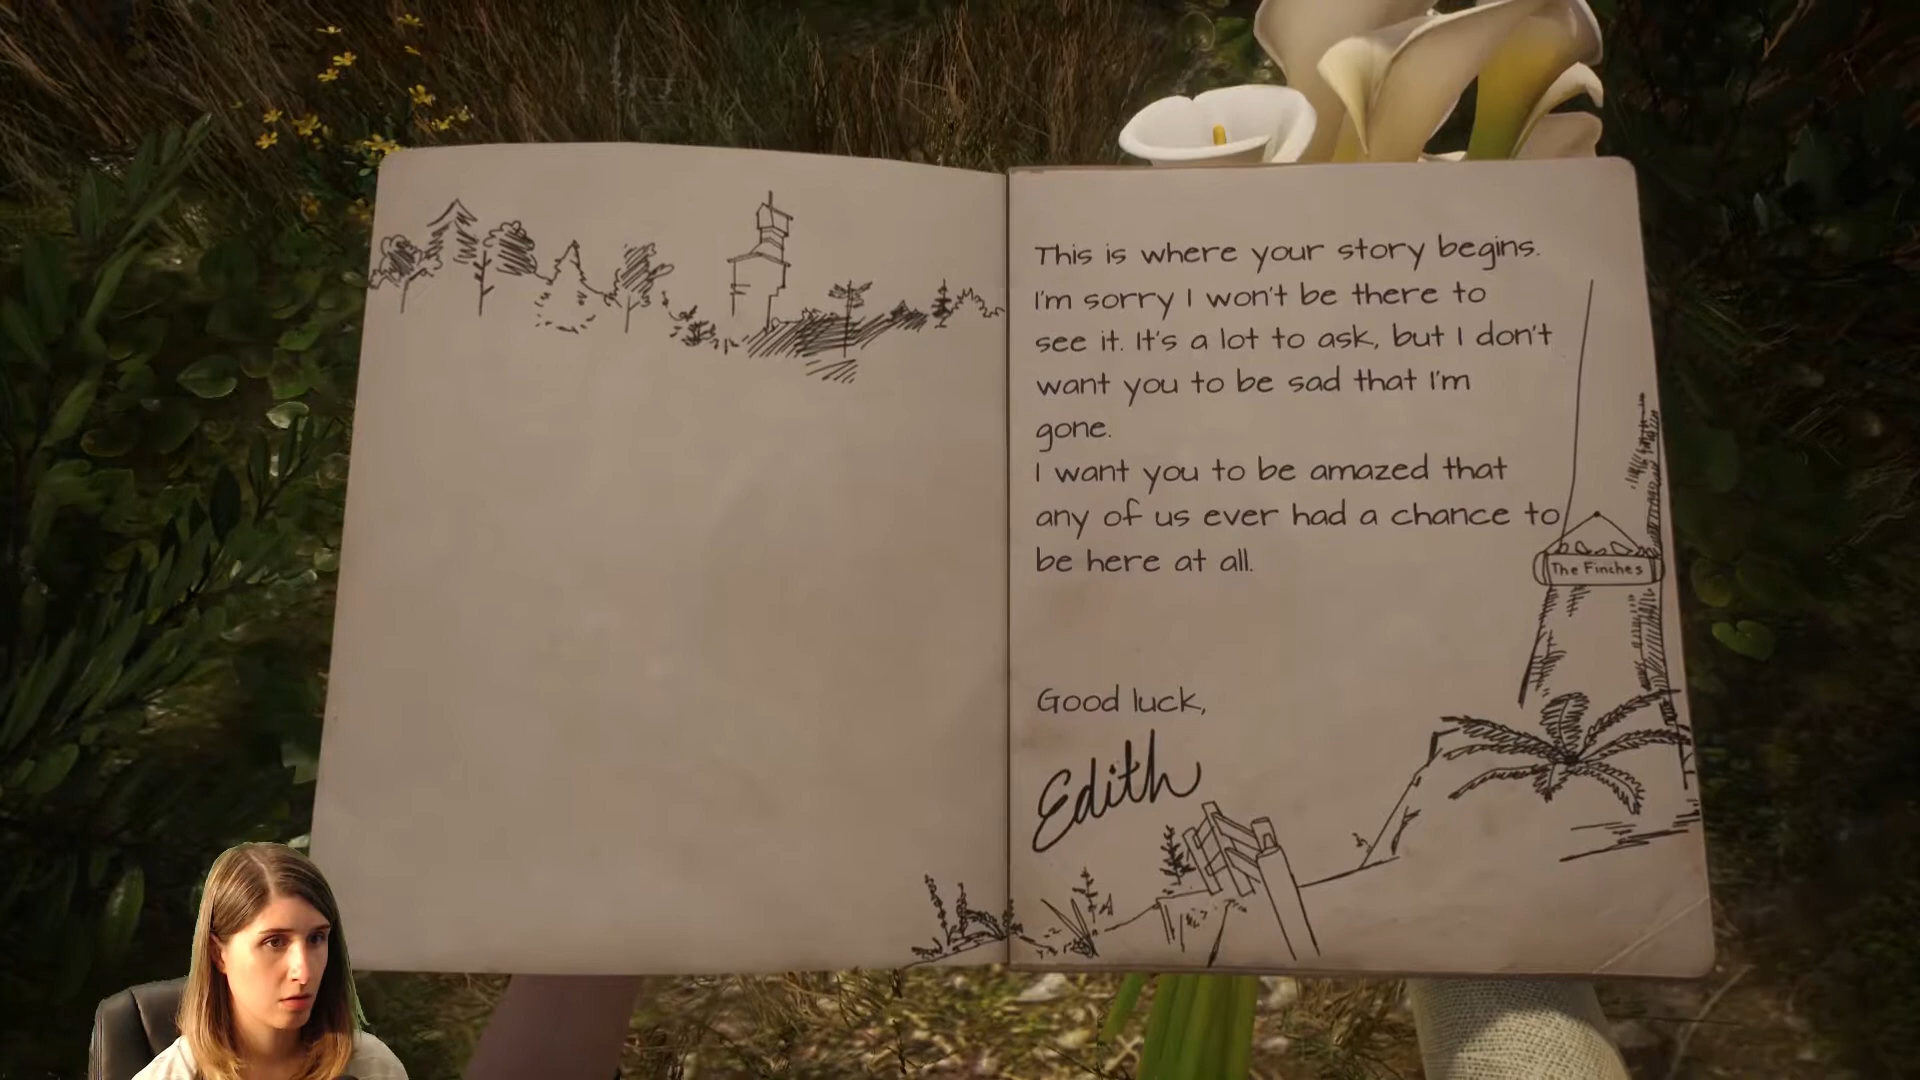 This is where your story begins.
I'm sorry I won't be there to
see it. It's a lot to ask, but I don't
want you to be sad that I'm
gone.
I want you to be amazed that
any of us ever had a chance to
be here at all.
The Finches
Good luck,
Edith